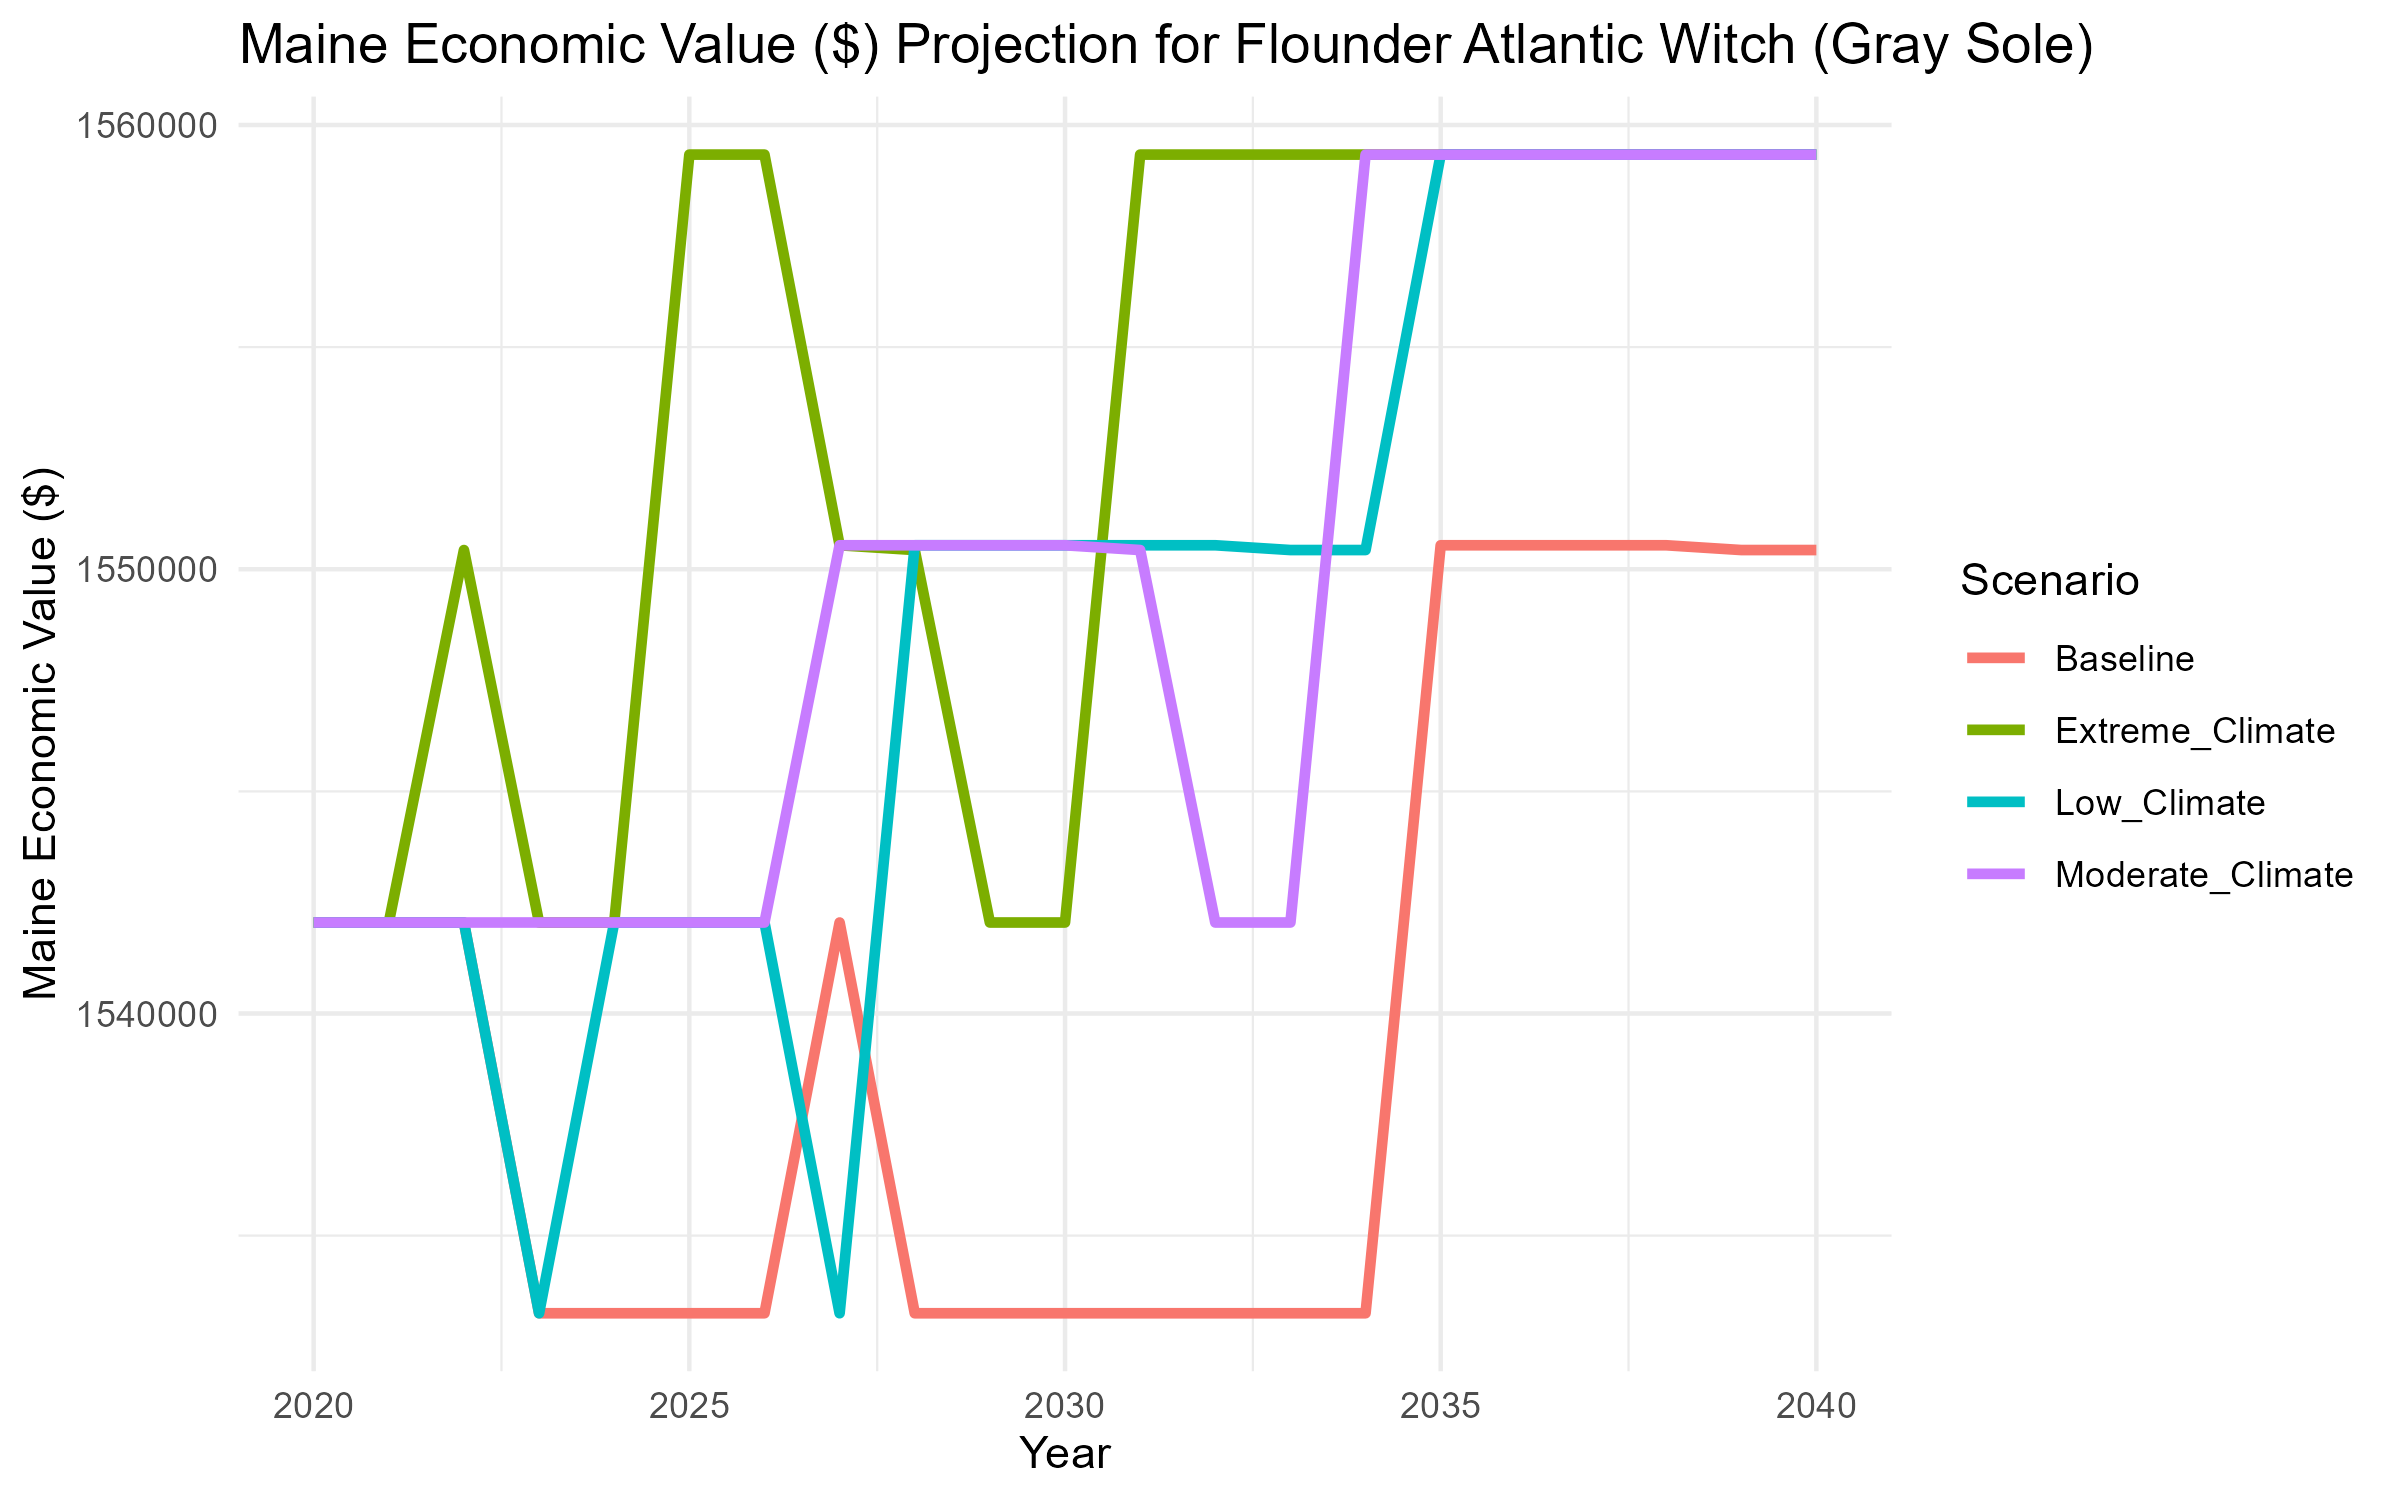 Maine Economic Value ($) Projection for Flounder Atlantic Witch (Gray Sole)
Maine Economic Value ($)
1560000
1550000
1540000
2020
2025
2030
2035
2040
Year
Scenario
Baseline
Extreme_Climate
Low_Climate
Moderate_Climate